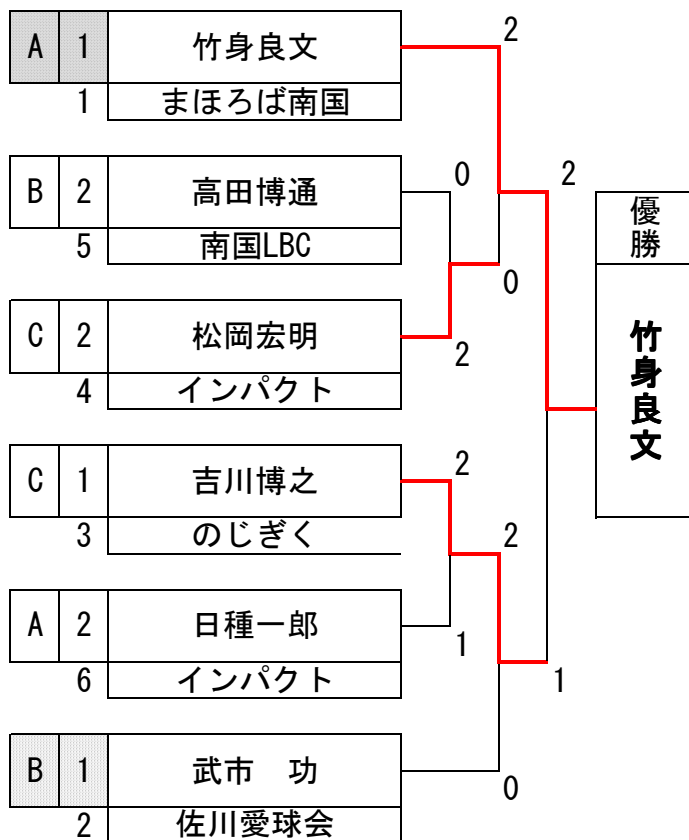 2
A 1 竹身良文
1 まほろば南国
0 2
B 2 高田博通
優勝
5 南国LBC
0
C 2 松岡宏明
2
竹身良文
4 インパクト
C 1 吉川博之
2
3 のじぎく
2
A 2 日種一郎
1
6 インパクト
1
B 1 武市 功
0
2 佐川愛球会